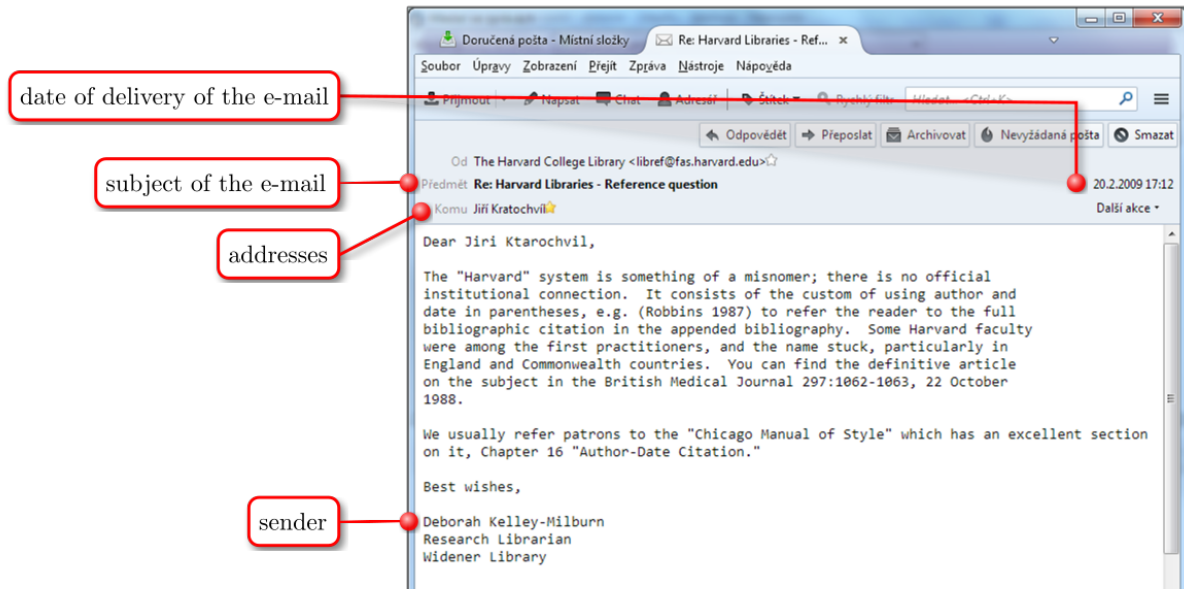 Doručená pošta - Místní složky Re: Harvard Libraries - Ref... ×
Soubor Úpravy Zobrazení Přejít Zpráva Nástroje Nápověda
date of delivery of the e-mail
Přijmout Napsat Chat Adresář Štítek Rychlý filtr Hledat... <Ctrl+K>
Odpovědět Přeposlat Archivovat Nevyžádaná pošta Smazat
Od The Harvard College Library <libref@fas.harvard.edu>
subject of the e-mail
Předmět Re: Harvard Libraries - Reference question 20.2.2009 17:12
Komu Jiří Kratochvíl Další akce
addresses
Dear Jiri Ktarochvil,
The "Harvard" system is something of a misnomer; there is no official
institutional connection. It consists of the custom of using author and
date in parentheses, e.g. (Robbins 1987) to refer the reader to the full
bibliographic citation in the appended bibliography. Some Harvard faculty
were among the first practitioners, and the name stuck, particularly in
England and Commonwealth countries. You can find the definitive article
on the subject in the British Medical Journal 297:1062-1063, 22 October
1988.
We usually refer patrons to the "Chicago Manual of Style" which has an excellent section
on it, Chapter 16 "Author-Date Citation."
Best wishes,
sender
Deborah Kelley-Milburn
Research Librarian
Widener Library